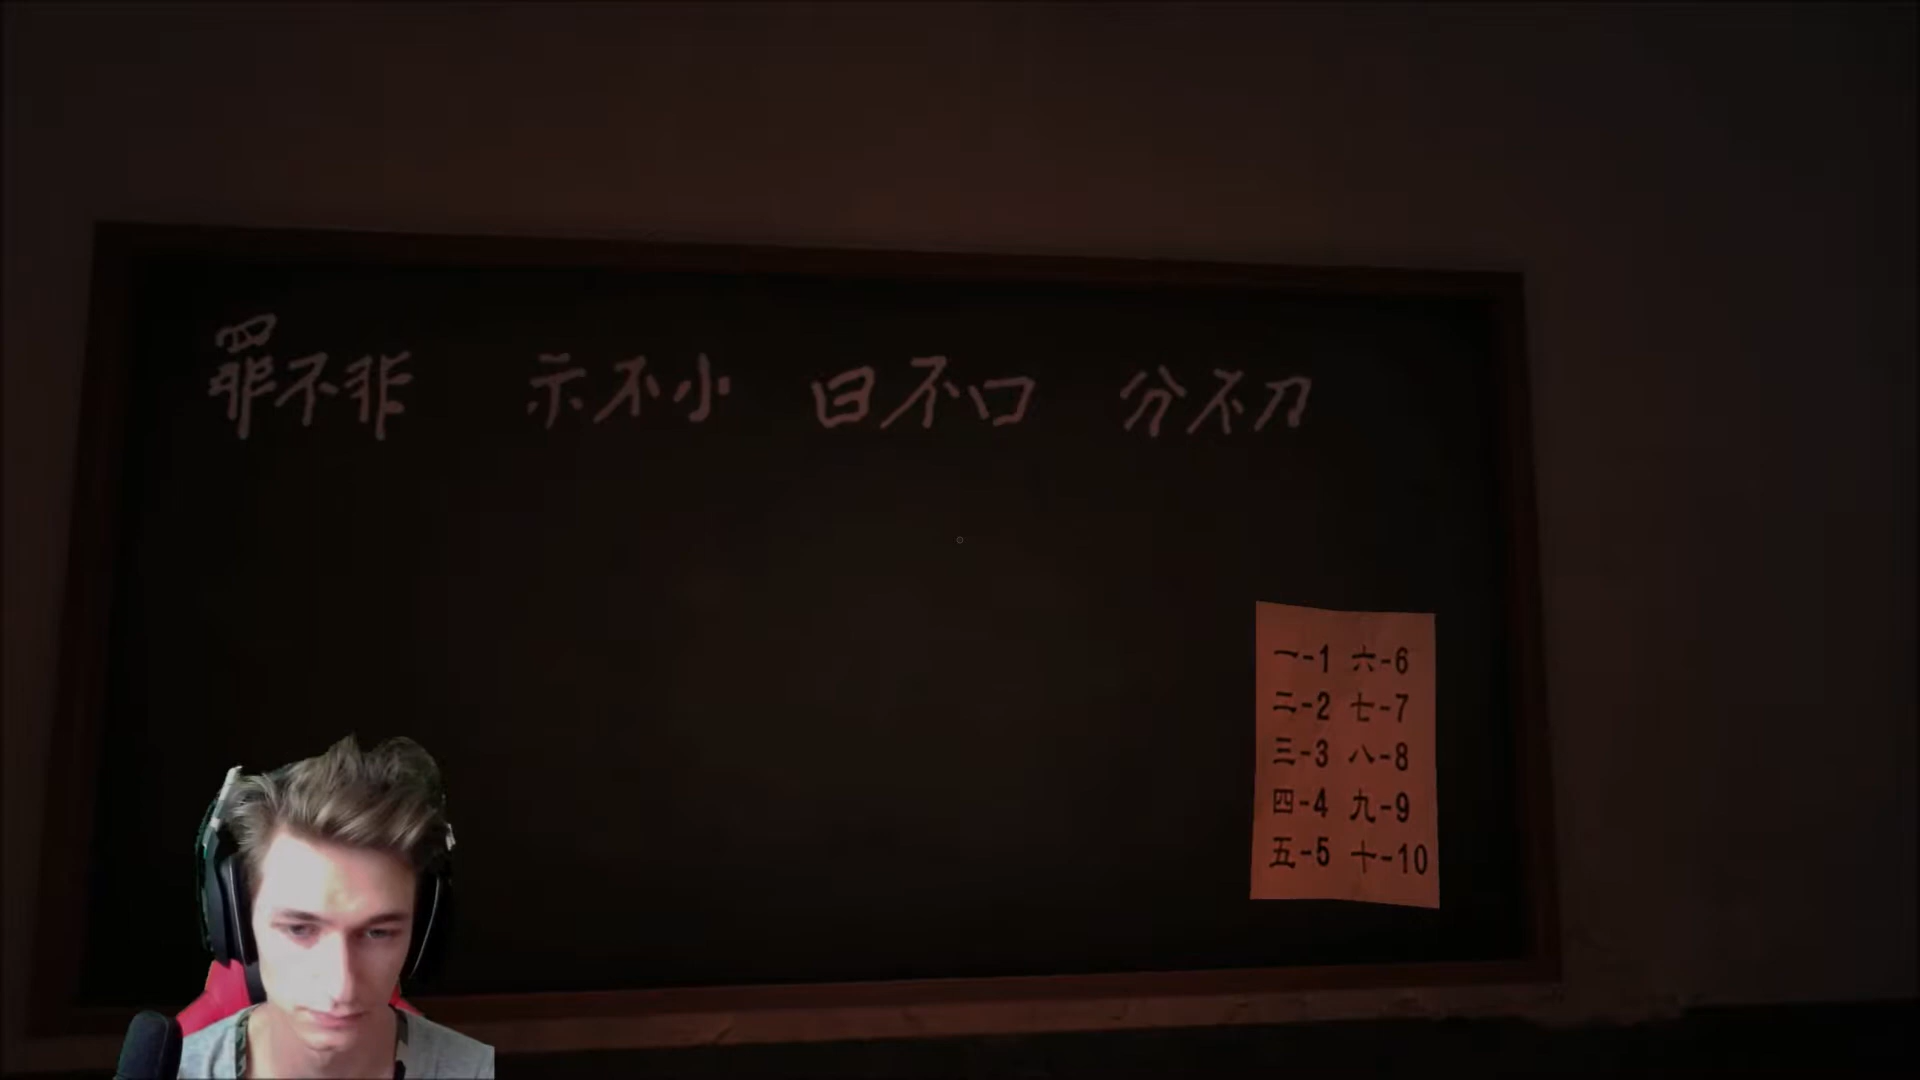 罪不非 示不小 日不口 分不刀
一-1 六-6
二-2 七-7
三-3 八-8
四-4 九-9
五-5 十-10